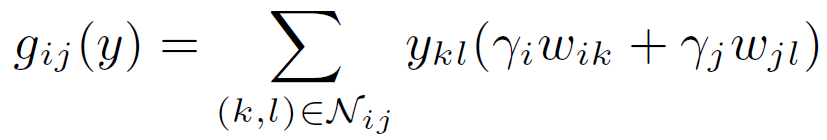 g_{ij}(y) = \sum_{(k,l) \in \mathcal{N}_{ij}} y_{kl}(\gamma_i w_{ik} + \gamma_j w_{jl})